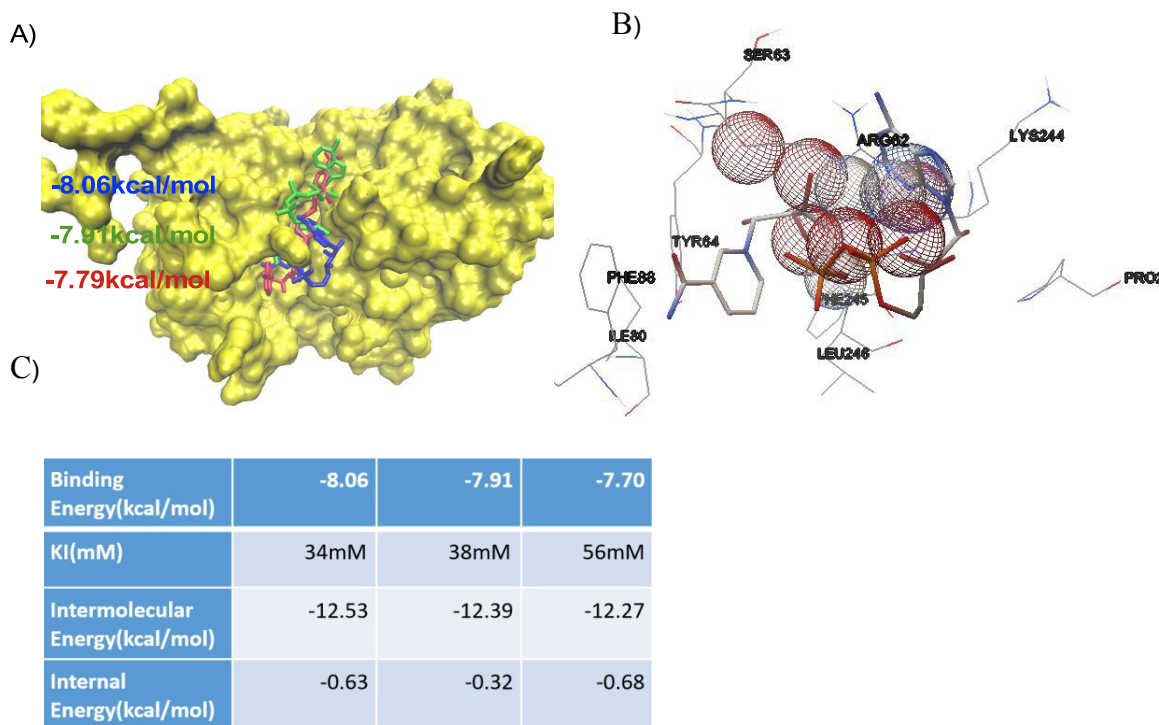 A)
-8.06kcal/mol
-7.91kcal/mol
-7.79kcal/mol
B)
SER63
ARG62
LYS244
TYR64
PHE88
HE245
PRO2
ILE80
LEU246
C)
Binding Energy(kcal/mol) -8.06 -7.91 -7.70
KI(mM) 34mM 38mM 56mM
Intermolecular Energy(kcal/mol) -12.53 -12.39 -12.27
Internal Energy(kcal/mol) -0.63 -0.32 -0.68